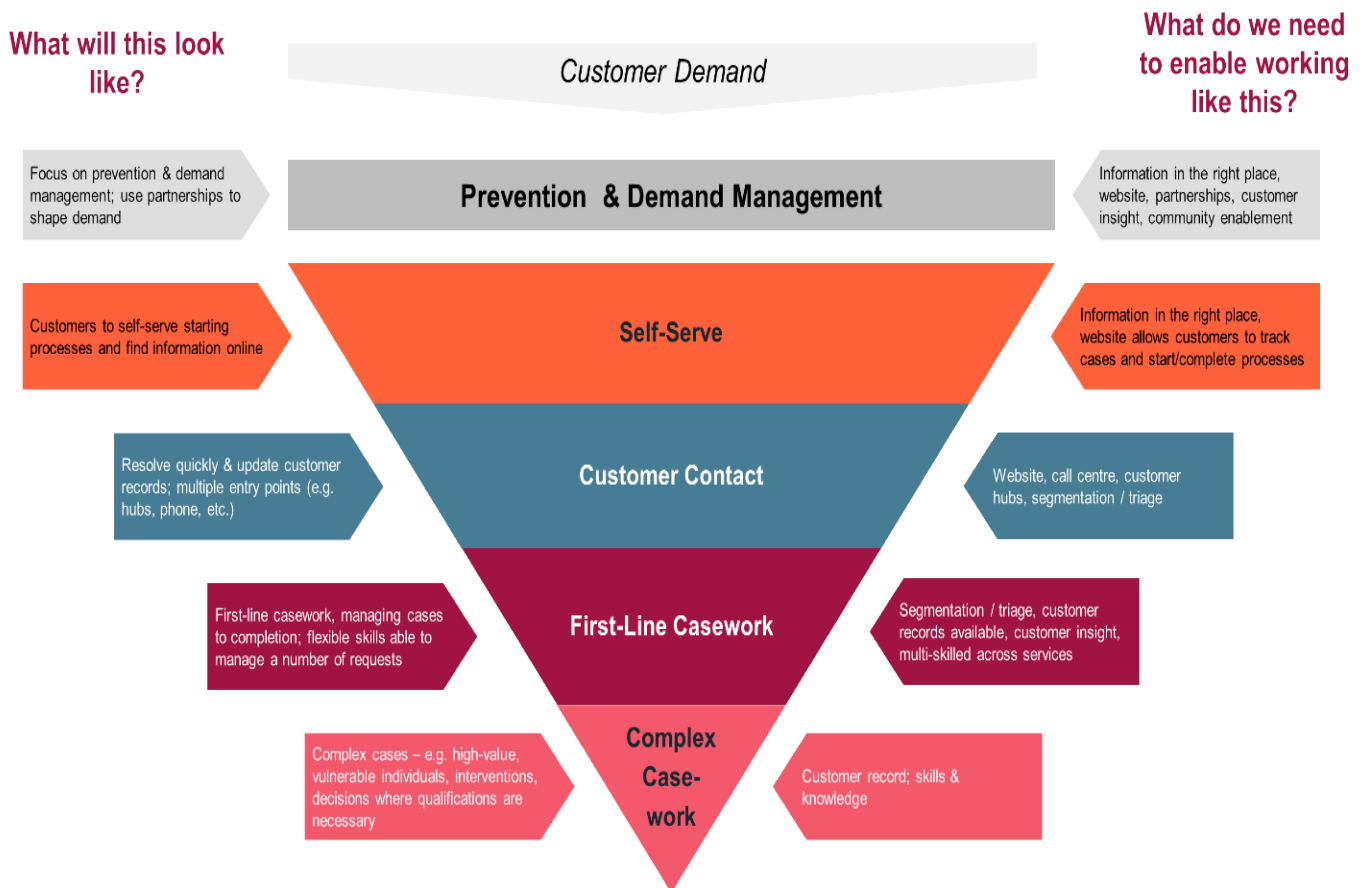 What will this look
like?
Customer Demand
What do we need
to enable working
like this?
Focus on prevention & demand
management; use partnerships to
shape demand
Prevention & Demand Management
Information in the right place,
website, partnerships, customer
insight, community enablement
Customers to self-serve starting
processes and find information online
Self-Serve
Information in the right place,
website allows customers to track
cases and start/complete processes
Resolve quickly & update customer
records; multiple entry points (e.g.
hubs, phone, etc.)
Customer Contact
Website, call centre, customer
hubs, segmentation / triage
First-line casework, managing cases
to completion; flexible skills able to
manage a number of requests
First-Line Casework
Segmentation / triage, customer
records available, customer insight,
multi-skilled across services
Complex cases – e.g. high-value,
vulnerable individuals, interventions,
decisions where qualifications are
necessary
Complex
Case-
work
Customer record; skills &
knowledge